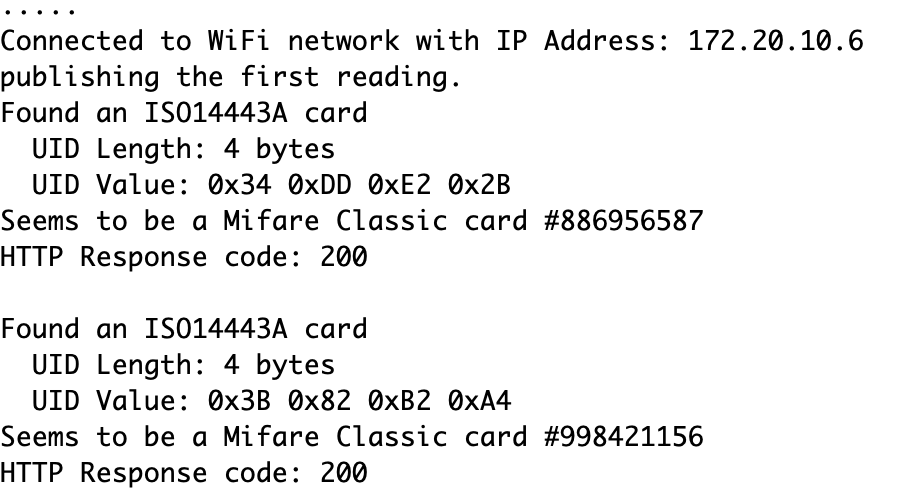 .....
Connected to WiFi network with IP Address: 172.20.10.6
publishing the first reading.
Found an ISO14443A card
  UID Length: 4 bytes
  UID Value: 0x34 0xDD 0xE2 0x2B
Seems to be a Mifare Classic card #886956587
HTTP Response code: 200

Found an ISO14443A card
  UID Length: 4 bytes
  UID Value: 0x3B 0x82 0xB2 0xA4
Seems to be a Mifare Classic card #998421156
HTTP Response code: 200